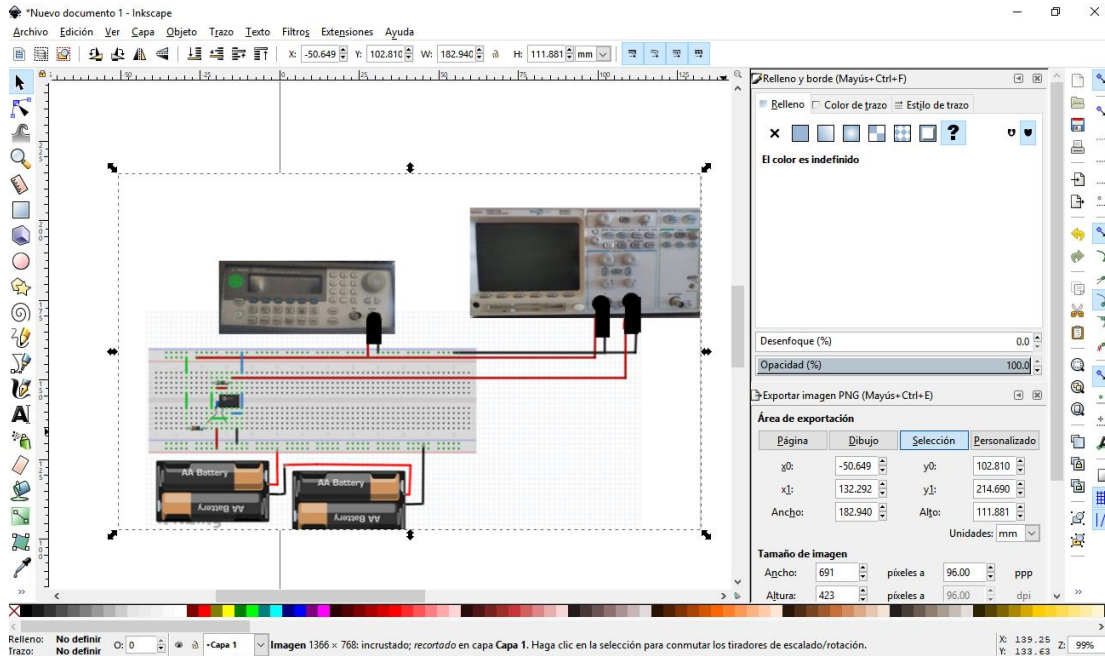 *Nuevo documento 1 - Inkscape
Archivo Edición Ver Capa Objeto Trazo Texto Filtros Extensiones Ayuda
X: -50.649 Y: 102.810 W: 182.940 H: 111.881 mm
Relleno y borde (Mayús+Ctrl+F)
Relleno Color de trazo Estilo de trazo
El color es indefinido
Desenfoque (%) 0.0
Opacidad (%) 100.0
Exportar imagen PNG (Mayús+Ctrl+E)
Área de exportación
Página Dibujo Selección Personalizado
x0: -50.649 y0: 102.810
x1: 132.292 y1: 214.690
Ancho: 182.940 Alto: 111.881
Unidades: mm
Tamaño de imagen
Ancho: 691 píxeles a 96.00 ppp
Altura: 423 píxeles a 96.00 dpi
AA Battery
AA Battery
AA Battery
AA Battery
Relleno: No definir
Trazo: No definir
O: 0
-Capa 1
Imagen 1366 × 768: incrustado; recortado en capa Capa 1. Haga clic en la selección para conmutar los tiradores de escalado/rotación.
X: 139.25
Y: 133.63
Z: 99%